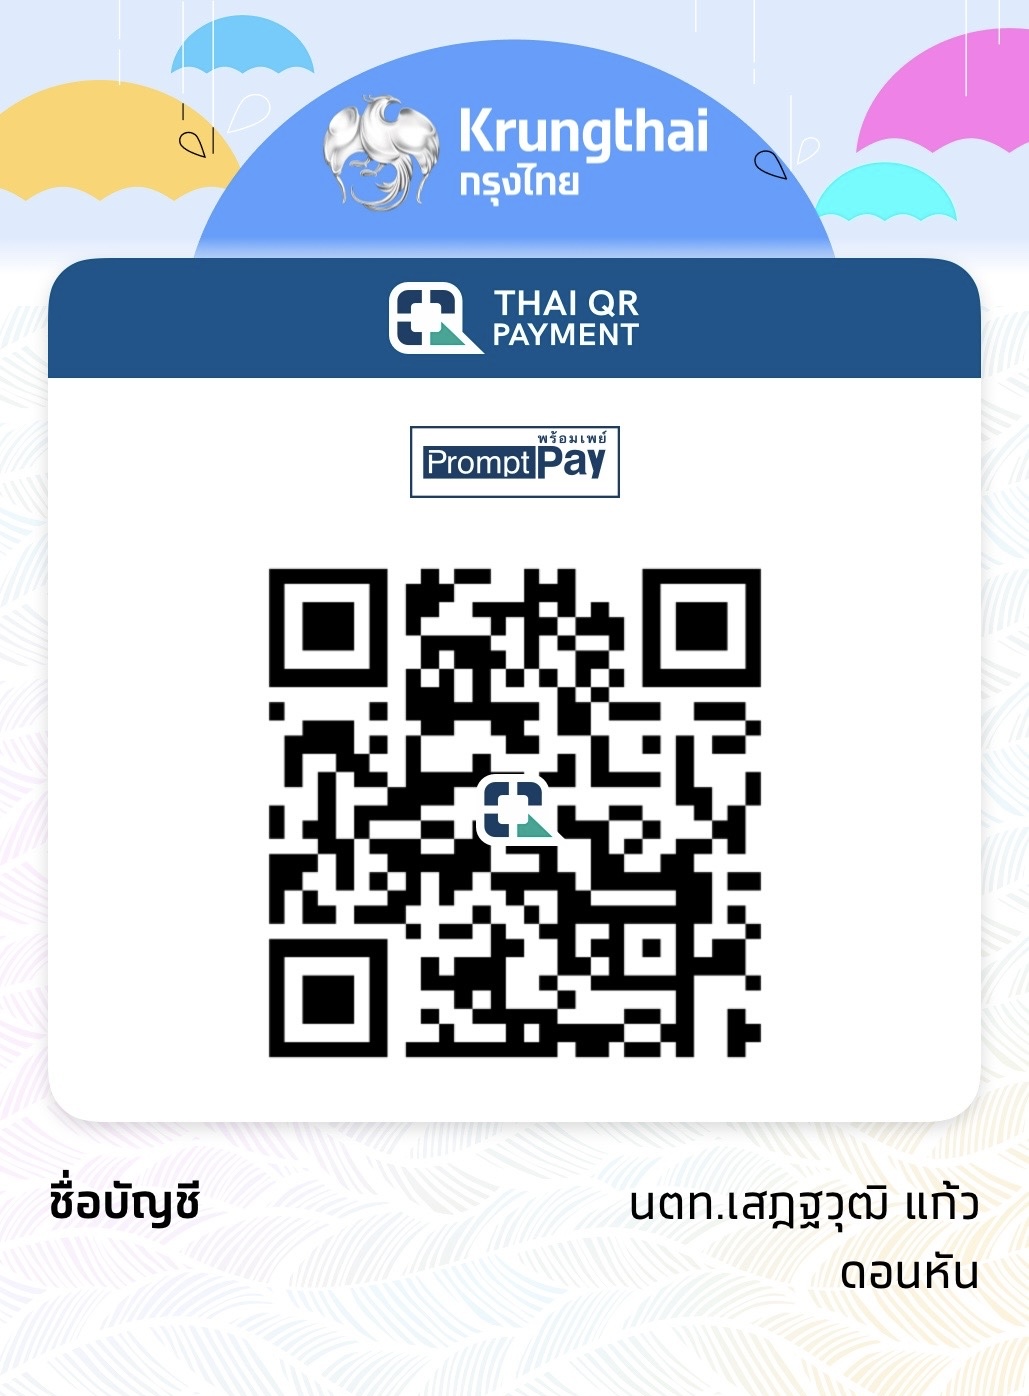 Krungthai
กรุงไทย
THAI QR
PAYMENT
พร้อมเพย์
PromptPay
ชื่อบัญชี
นตท.เสฎฐวุฒิ แก้ว
ดอนหัน